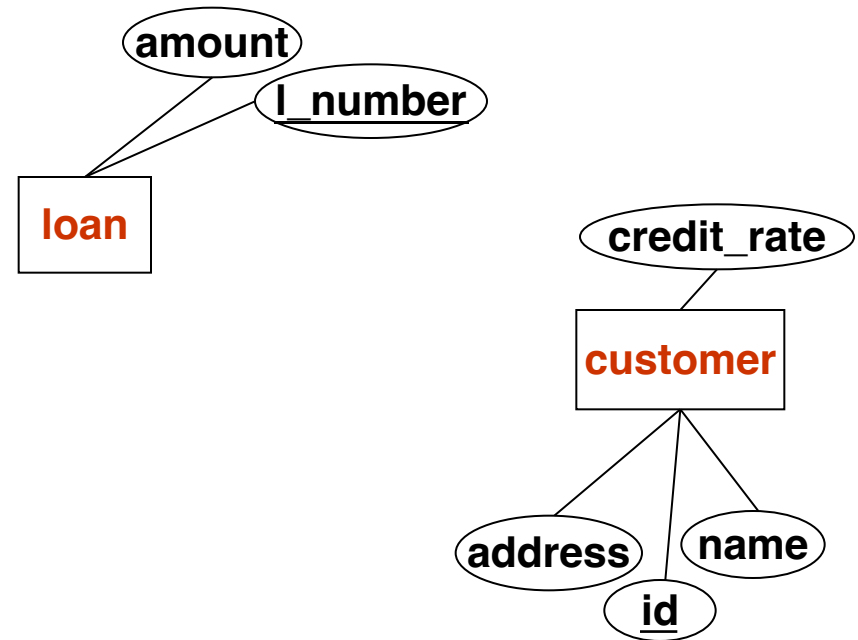 amount
l_number
loan
credit_rate
customer
address
name
id